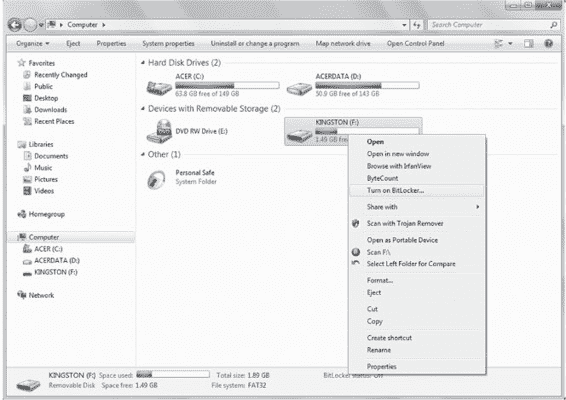 Computer
Search Computer
Organize Eject Properties System properties Uninstall or change a program Map network drive Open Control Panel
Favorites
Recently Changed
Public
Desktop
Downloads
Recent Places
Libraries
Documents
Music
Pictures
Videos
Homegroup
Computer
ACER (C:)
ACERDATA (D:)
KINGSTON (F:)
Network
Hard Disk Drives (2)
ACER (C:)
63.8 GB free of 149 GB
ACERDATA (D:)
50.9 GB free of 143 GB
Devices with Removable Storage (2)
DVD RW Drive (E:)
KINGSTON (F:)
1.49 GB free
Other (1)
Personal Safe
System Folder
Open
Open in new window
Browse with IrfanView
ByteCount
Turn on BitLocker...
Share with
Scan with Trojan Remover
Open as Portable Device
Scan F:\
Select Left Folder for Compare
Format...
Eject
Cut
Copy
Create shortcut
Rename
Properties
KINGSTON (F:) Space used: Total size: 1.89 GB BitLocker status: Off
Removable Disk Space free: 1.49 GB File system: FAT32